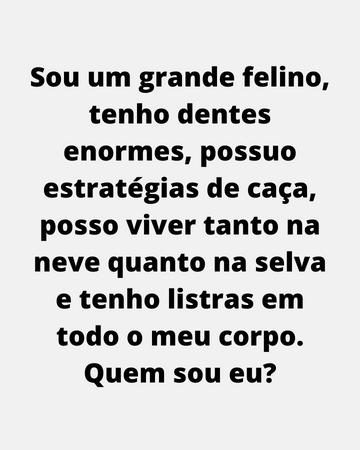 Sou um grande felino,
tenho dentes
enormes, possuo
estratégias de caça,
posso viver tanto na
neve quanto na selva
e tenho listras em
todo o meu corpo.
Quem sou eu?